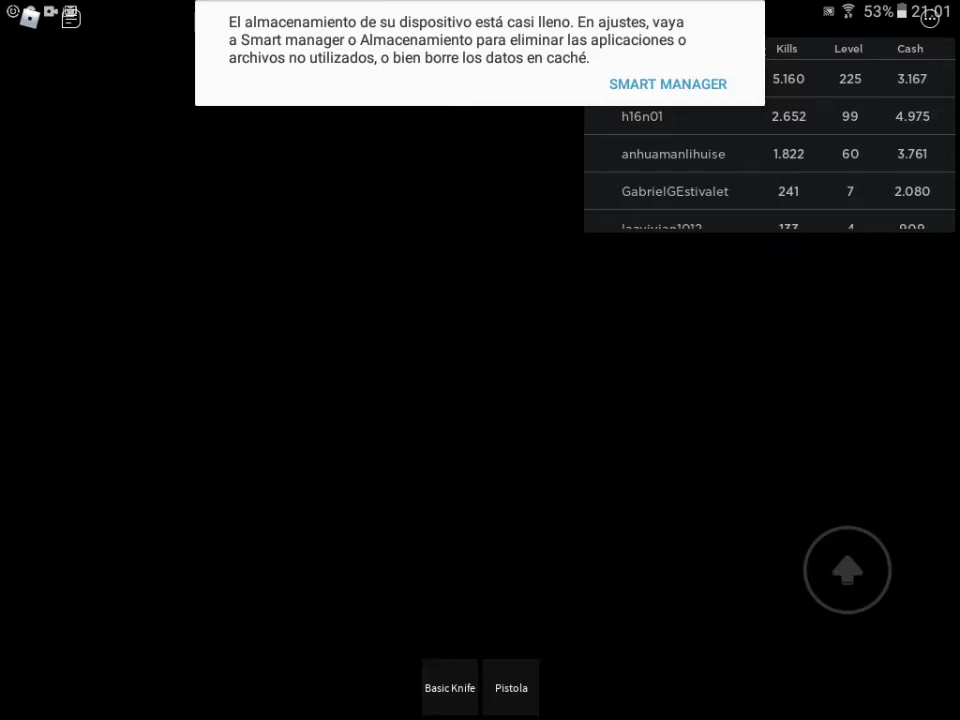 53% 21:01
El almacenamiento de su dispositivo está casi lleno. En ajustes, vaya
a Smart manager o Almacenamiento para eliminar las aplicaciones o
archivos no utilizados, o bien borre los datos en caché.
SMART MANAGER
Kills Level Cash
5.160 225 3.167
h16n01 2.652 99 4.975
anhuamanlihuise 1.822 60 3.761
GabrielGEstivalet 241 7 2.080
Basic Knife Pistola